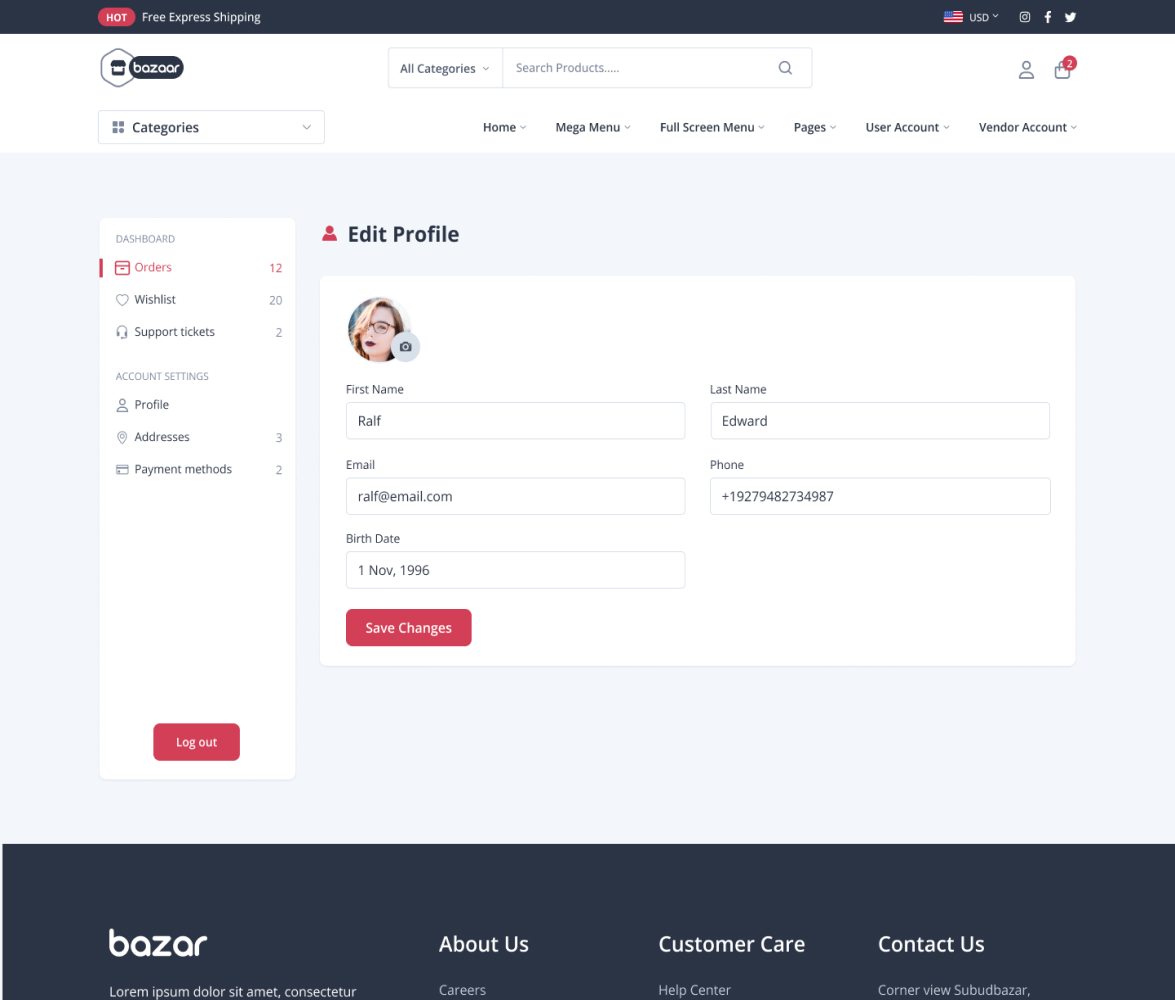 HOT Free Express Shipping USD
bazaar All Categories Search Products..... 2
Categories Home Mega Menu Full Screen Menu Pages User Account Vendor Account
DASHBOARD
Orders 12
Wishlist 20
Support tickets 2
ACCOUNT SETTINGS
Profile
Addresses 3
Payment methods 2
Log out
Edit Profile
First Name Last Name
Ralf Edward
Email Phone
ralf@email.com +19279482734987
Birth Date
1 Nov, 1996
Save Changes
bazar About Us Customer Care Contact Us
Lorem ipsum dolor sit amet, consectetur Careers Help Center Corner view Subudbazar,